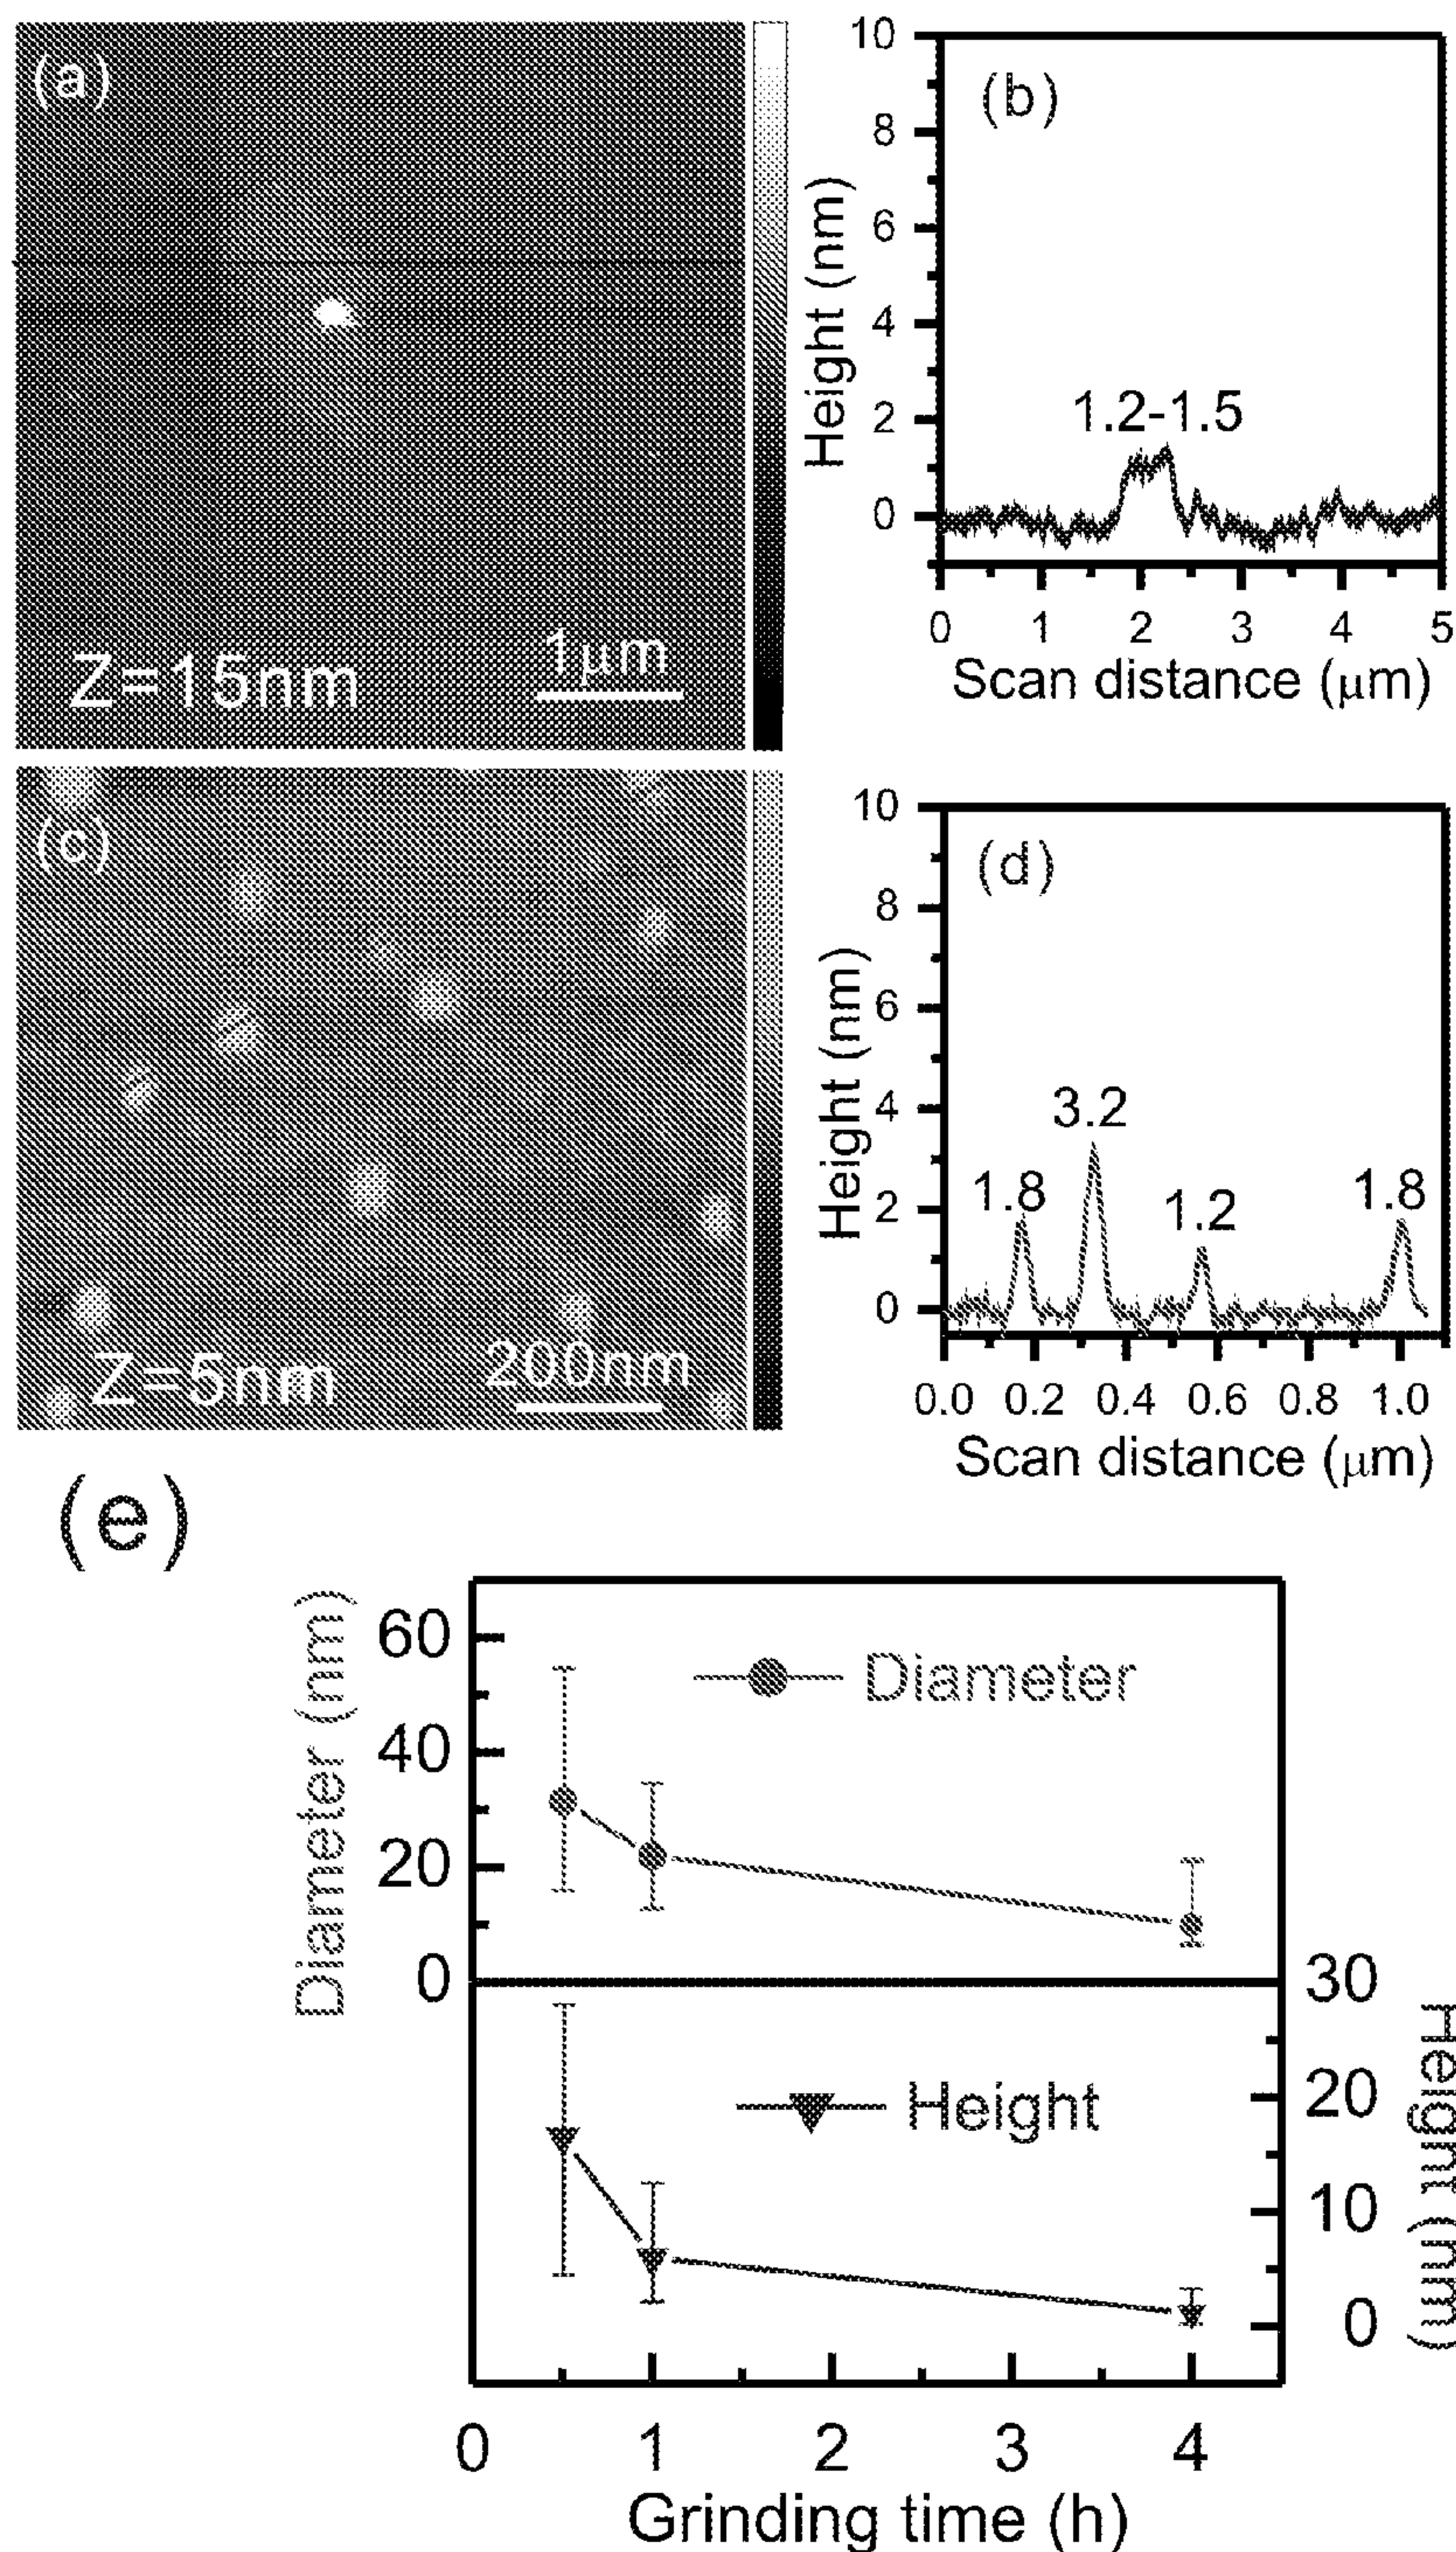 (a)
Z=15nm
1μm
(b)
10
8
6
4
2
0
Height (nm)
1.2-1.5
0 1 2 3 4 5
Scan distance (μm)
(c)
Z=5nm
200nm
(d)
10
8
6
4
2
0
Height (nm)
1.8
3.2
1.2
1.8
0.0 0.2 0.4 0.6 0.8 1.0
Scan distance (μm)
(e)
Diameter (nm)
60
40
20
0
Diameter
Height
30
20
10
0
Height (nm)
0 1 2 3 4
Grinding time (h)